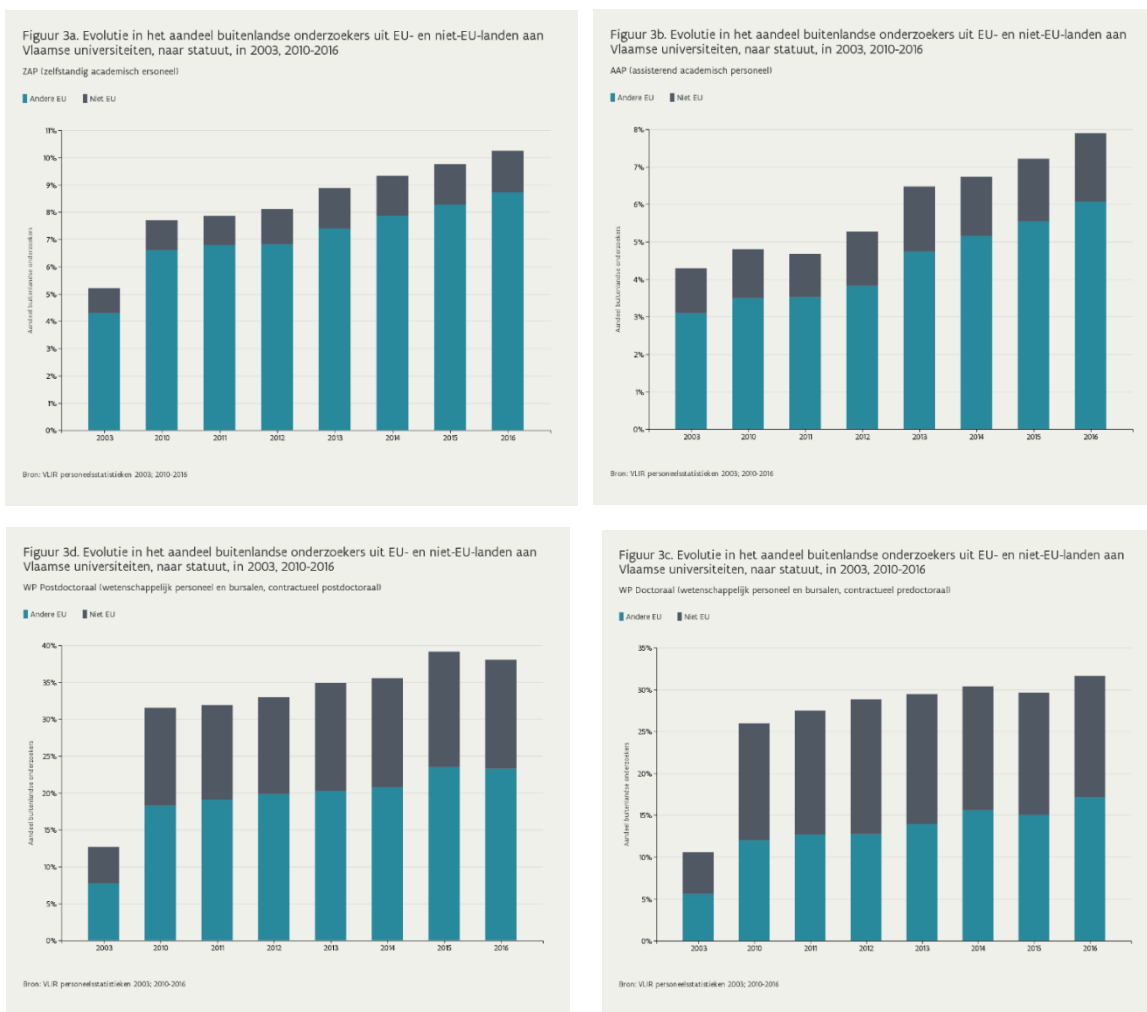 Figuur 3a. Evolutie in het aandeel buitenlandse onderzoekers uit EU- en niet-EU-landen aan
Vlaamse universiteiten, naar statuut, in 2003, 2010-2016
ZAP (zelfstandig academisch ersoneel)
Andere EU Niet EU
11%
10%
9%
8%
7%
6%
5%
4%
3%
2%
1%
0%
Aandeel buitenlandse onderzoekers
2003 2010 2011 2012 2013 2014 2015 2016
Bron: VLIR personeelsstatistieken 2003; 2010-2016
Figuur 3b. Evolutie in het aandeel buitenlandse onderzoekers uit EU- en niet-EU-landen aan
Vlaamse universiteiten, naar statuut, in 2003, 2010-2016
AAP (assisterend academisch personeel)
Andere EU Niet EU
8%
7%
6%
5%
4%
3%
2%
1%
0%
Aandeel buitenlandse onderzoekers
2003 2010 2011 2012 2013 2014 2015 2016
Bron: VLIR personeelsstatistieken 2003; 2010-2016
Figuur 3d. Evolutie in het aandeel buitenlandse onderzoekers uit EU- en niet-EU-landen aan
Vlaamse universiteiten, naar statuut, in 2003, 2010-2016
WP Postdoctoraal (wetenschappelijk personeel en bursalen, contractueel postdoctoraal)
Andere EU Niet EU
40%
35%
30%
25%
20%
15%
10%
5%
0%
Aandeel buitenlandse onderzoekers
2003 2010 2011 2012 2013 2014 2015 2016
Bron: VLIR personeelsstatistieken 2003; 2010-2016
Figuur 3c. Evolutie in het aandeel buitenlandse onderzoekers uit EU- en niet-EU-landen aan
Vlaamse universiteiten, naar statuut, in 2003, 2010-2016
WP Doctoraal (wetenschappelijk personeel en bursalen, contractueel predoctoraal)
Andere EU Niet EU
35%
30%
25%
20%
15%
10%
5%
0%
Aandeel buitenlandse onderzoekers
2003 2010 2011 2012 2013 2014 2015 2016
Bron: VLIR personeelsstatistieken 2003; 2010-2016